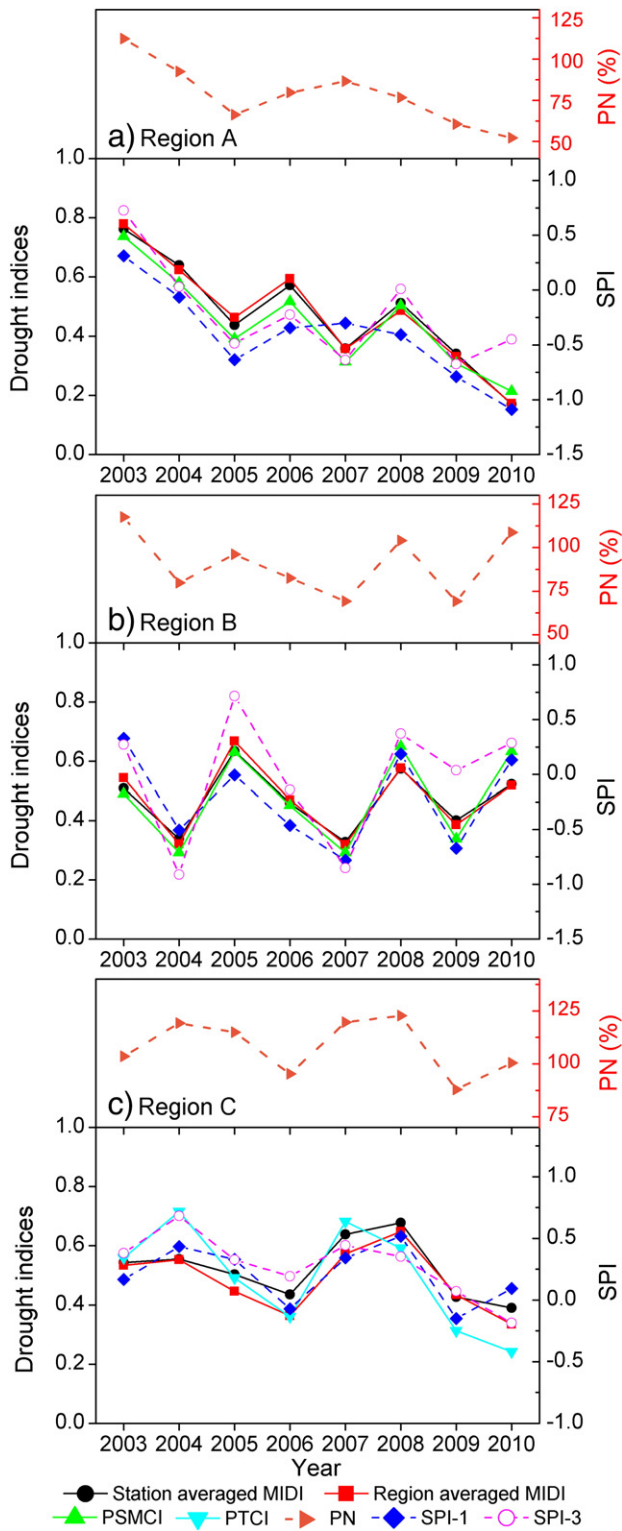 125
100
75
50
PN (%)
a) Region A
1.0
0.8
0.6
0.4
0.2
0.0
Drought indices
1.0
0.5
0.0
-0.5
-1.0
-1.5
SPI
2003 2004 2005 2006 2007 2008 2009 2010
125
100
75
50
PN (%)
b) Region B
1.0
0.8
0.6
0.4
0.2
0.0
Drought indices
1.0
0.5
0.0
-0.5
-1.0
-1.5
SPI
2003 2004 2005 2006 2007 2008 2009 2010
125
100
75
PN (%)
c) Region C
1.0
0.8
0.6
0.4
0.2
0.0
Drought indices
1.0
0.5
0.0
-0.5
-1.0
SPI
2003 2004 2005 2006 2007 2008 2009 2010
Year
Station averaged MIDI Region averaged MIDI
PSMCI PTCI PN SPI-1 SPI-3